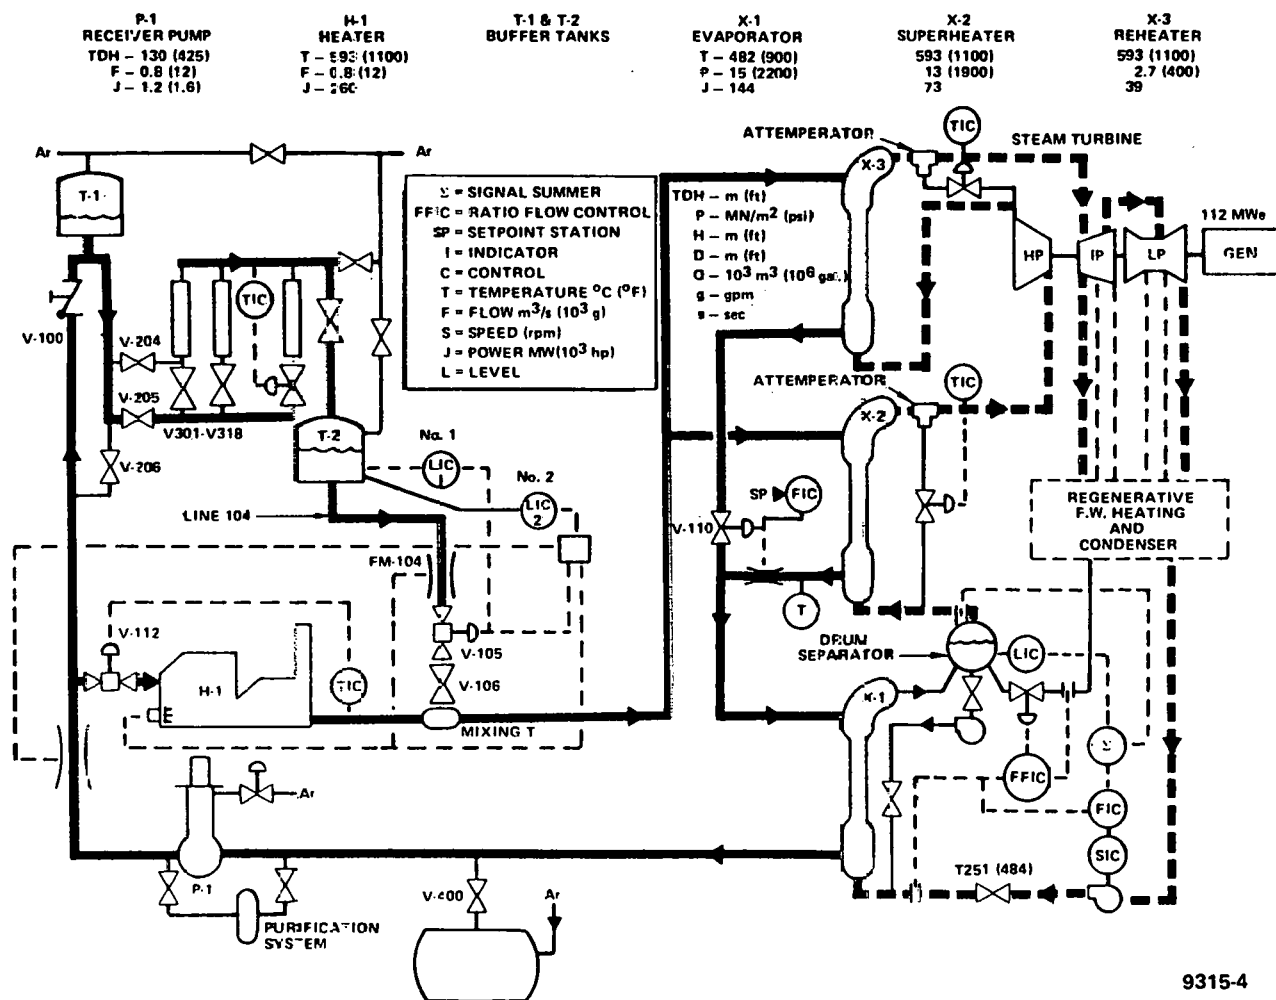 P-1
RECEIVER PUMP
TDH – 130 (425)
F – 0.8 (12)
J – 1.2 (1.6)
H-1
HEATER
T – 593 (1100)
F – 0.8 (12)
J – 260
T-1 & T-2
BUFFER TANKS
X-1
EVAPORATOR
T – 482 (900)
P – 15 (2200)
J – 144
X-2
SUPERHEATER
593 (1100)
13 (1900)
73
X-3
REHEATER
593 (1100)
2.7 (400)
39
Ar
Ar
T-1
V-100
V-204
V-205
V-206
V301-V318
TIC
T-2
Σ = SIGNAL SUMMER
FFIC = RATIO FLOW CONTROL
SP = SETPOINT STATION
I = INDICATOR
C = CONTROL
T = TEMPERATURE °C (°F)
F = FLOW m³/s (10³ g)
S = SPEED (rpm)
J = POWER MW(10³ hp)
L = LEVEL
TDH – m (ft)
P – MN/m² (psi)
H – m (ft)
D – m (ft)
O – 10³ m³ (10⁶ gal.)
g – gpm
s – sec
ATTEMPERATOR
TIC
STEAM TURBINE
X-3
HP
IP
LP
112 MWe
GEN
ATTEMPERATOR
TIC
X-2
No. 1
LIC
1
No. 2
LIC
2
LINE 104
FM-104
V-105
V-106
MIXING T
V-112
H-1
TIC
SP
FIC
V-110
T
REGENERATIVE
F.W. HEATING
AND
CONDENSER
DRUM
SEPARATOR
LIC
X-1
Σ
FFIC
FIC
SIC
T251 (484)
Ar
P-1
PURIFICATION
SYSTEM
V-400
Ar
9315-4